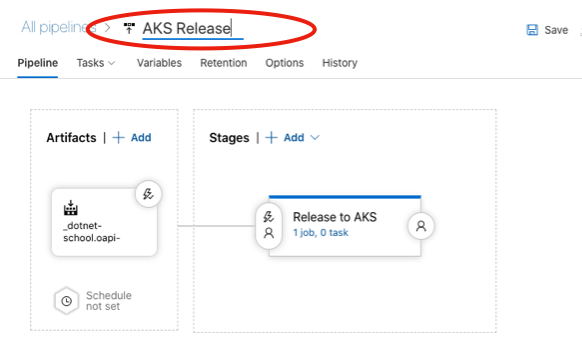 All pipelines > AKS Release
Save
Pipeline Tasks Variables Retention Options History
Artifacts | + Add
Stages | + Add
_dotnet-
school.oapi-
Release to AKS
1 job, 0 task
Schedule
not set